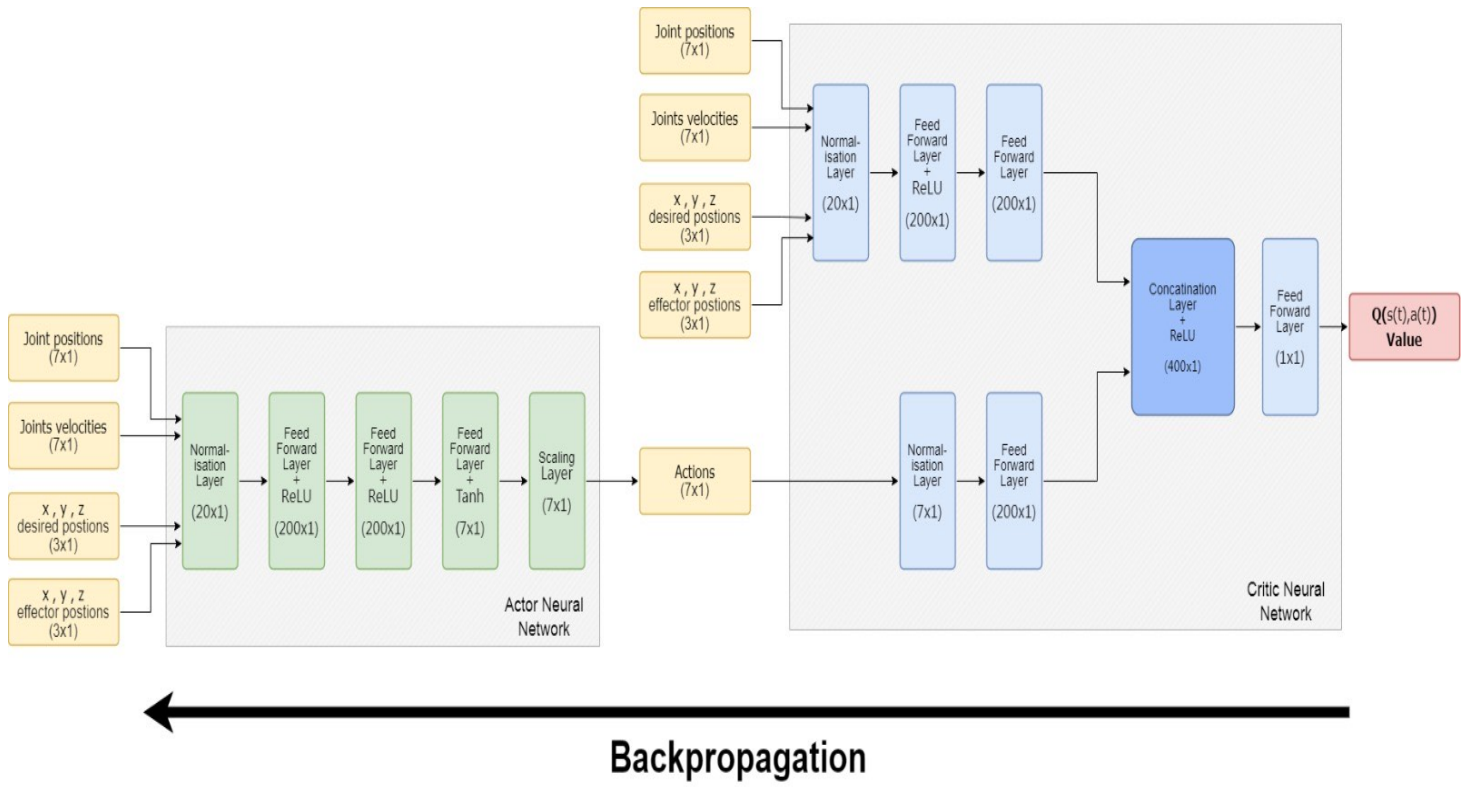 Joint positions
(7x1)
Joints velocities
(7x1)
x , y , z
desired postions
(3x1)
x , y , z
effector postions
(3x1)
Normal-
isation
Layer
(20x1)
Feed
Forward
Layer
+
ReLU
(200x1)
Feed
Forward
Layer
(200x1)
Concatination
Layer
+
ReLU
(400x1)
Feed
Forward
Layer
(1x1)
Q(s(t),a(t))
Value
Joint positions
(7x1)
Joints velocities
(7x1)
x , y , z
desired postions
(3x1)
x , y , z
effector postions
(3x1)
Normal-
isation
Layer
(20x1)
Feed
Forward
Layer
+
ReLU
(200x1)
Feed
Forward
Layer
+
ReLU
(200x1)
Feed
Forward
Layer
+
Tanh
(7x1)
Scaling
Layer
(7x1)
Actor Neural
Network
Actions
(7x1)
Normal-
isation
Layer
(7x1)
Feed
Forward
Layer
(200x1)
Critic Neural
Network
Backpropagation